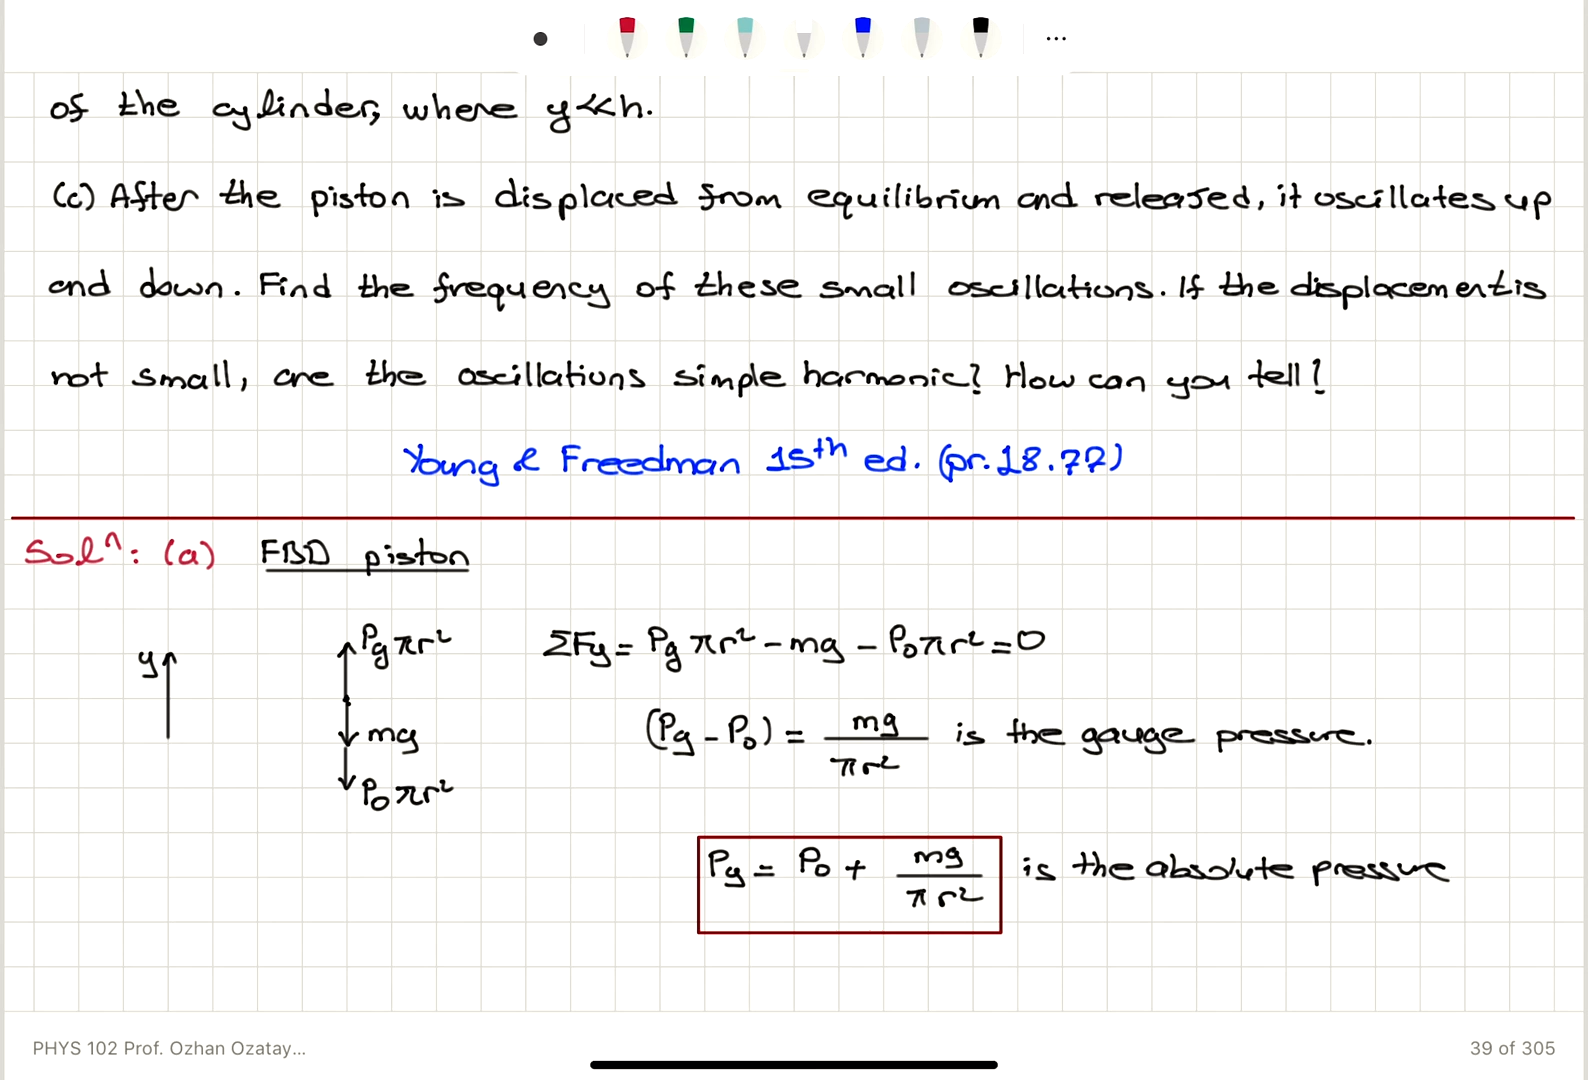 of the cylinder, where y≪h.
(c) After the piston is displaced from equilibrium and released, it oscillates up
and down. Find the frequency of these small oscillations. If the displacement is
not small, are the oscillations simple harmonic? How can you tell?
Young & Freedman 15th ed. (pr. 18.77)
Solⁿ: (a) FBD piston
y
Pg πr²
mg
P₀ πr²
ΣFy = Pg πr² - mg - P₀πr² = 0
(Pg - P₀) = mg / πr² is the gauge pressure.
Pg = P₀ + mg / πr² is the absolute pressure
PHYS 102 Prof. Ozhan Ozatay...
39 of 305